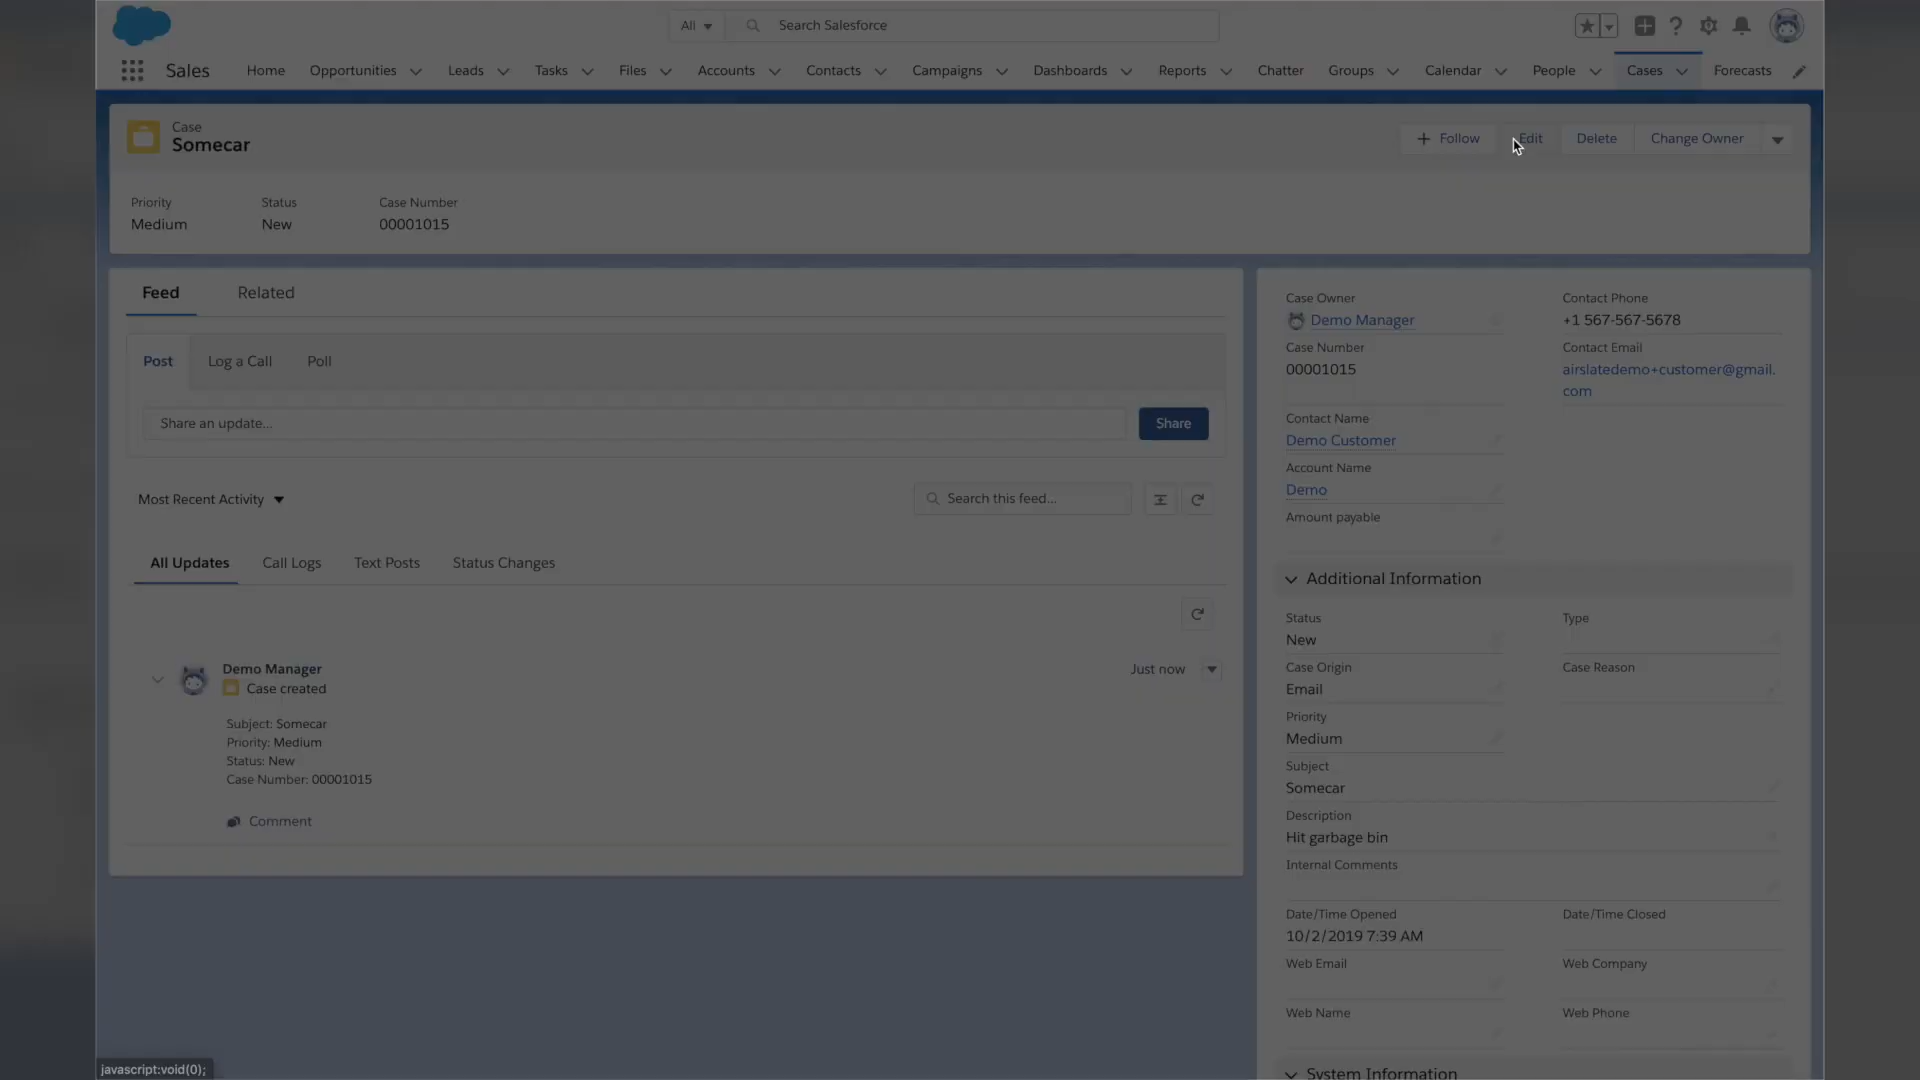 All
Search Salesforce
Sales
Home
Opportunities
Leads
Tasks
Files
Accounts
Contacts
Campaigns
Dashboards
Reports
Chatter
Groups
Calendar
People
Cases
Forecasts
Case
Somecar
Follow
Edit
Delete
Change Owner
Priority
Status
Case Number
Medium
New
00001015
Feed
Related
Post
Log a Call
Poll
Share an update...
Share
Most Recent Activity
Search this feed...
All Updates
Call Logs
Text Posts
Status Changes
Demo Manager
Just now
Case created
Subject: Somecar
Priority: Medium
Status: New
Case Number: 00001015
Comment
Case Owner
Demo Manager
Contact Phone
+1 567-567-5678
Case Number
00001015
Contact Email
airslatedemo+customer@gmail.
com
Contact Name
Demo Customer
Account Name
Demo
Amount payable
Additional Information
Status
New
Type
Case Origin
Email
Case Reason
Priority
Medium
Subject
Somecar
Description
Hit garbage bin
Internal Comments
Date/Time Opened
10/2/2019 7:39 AM
Date/Time Closed
Web Email
Web Company
Web Name
Web Phone
System Information
javascript:void(0);